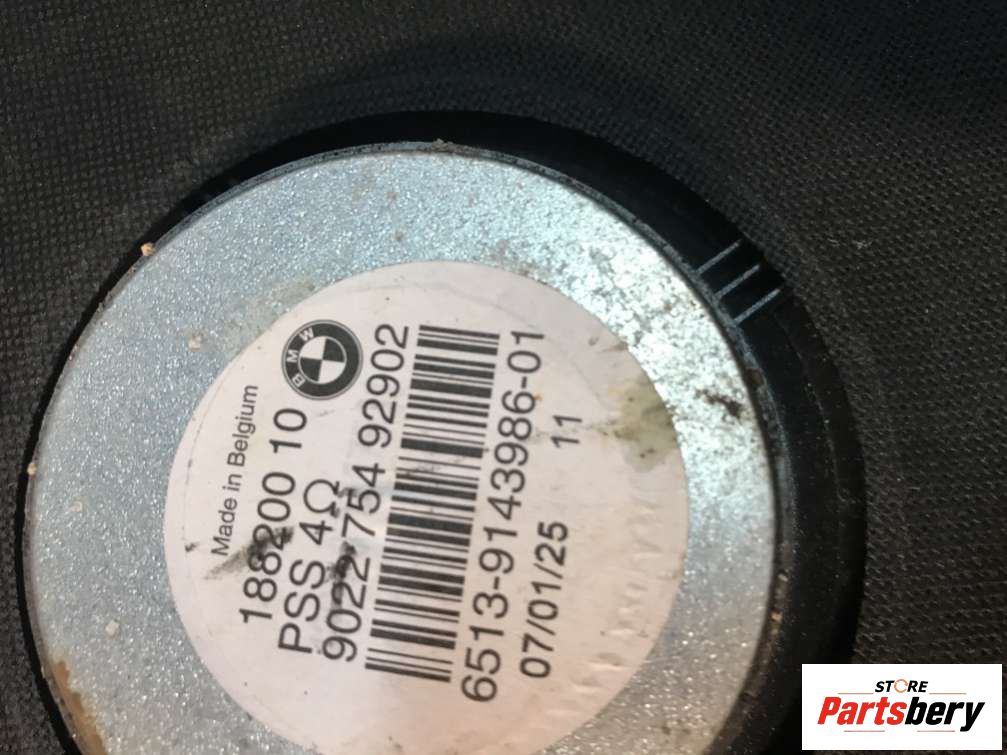 BMW
Made in Belgium
188200 10
PSS 4Ω
9022 754 92902
6513-9143986-01
07/01/25 11
STORE
Partsbery